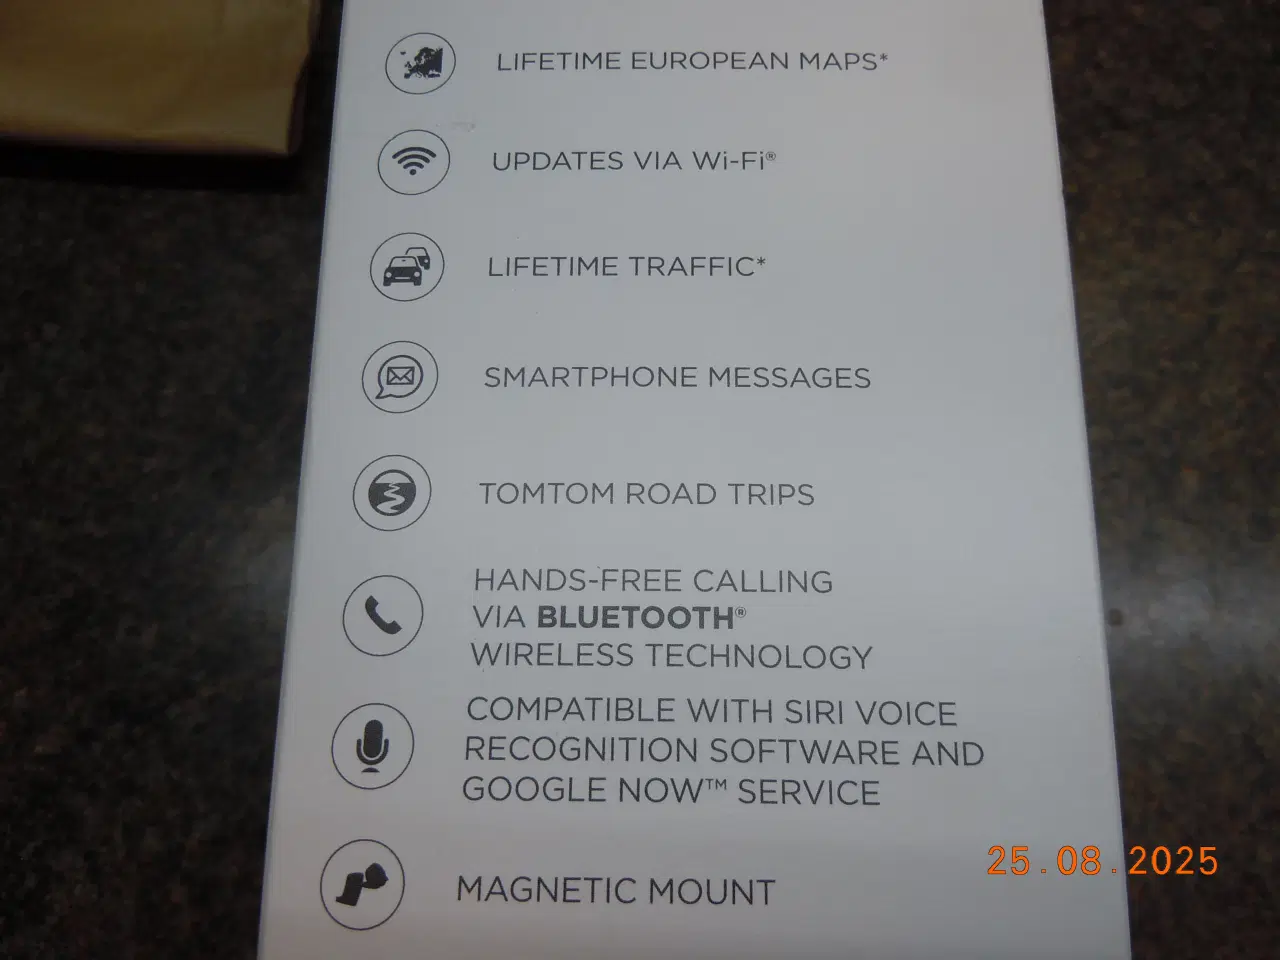 LIFETIME EUROPEAN MAPS*
UPDATES VIA Wi-Fi®
LIFETIME TRAFFIC*
SMARTPHONE MESSAGES
TOMTOM ROAD TRIPS
HANDS-FREE CALLING
VIA BLUETOOTH®
WIRELESS TECHNOLOGY
COMPATIBLE WITH SIRI VOICE
RECOGNITION SOFTWARE AND
GOOGLE NOW™ SERVICE
MAGNETIC MOUNT
25.08.2025